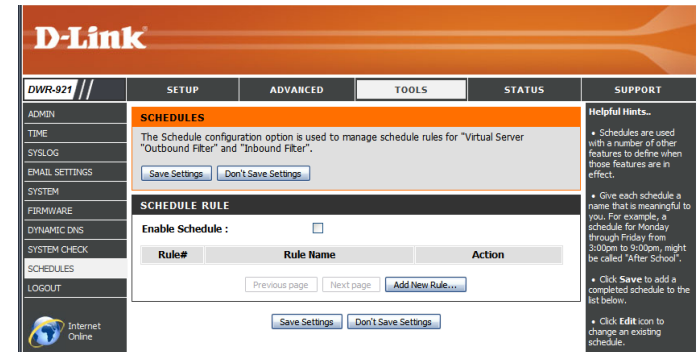 D-Link
DWR-921
SETUP
ADVANCED
TOOLS
STATUS
SUPPORT
ADMIN
TIME
SYSLOG
EMAIL SETTINGS
SYSTEM
FIRMWARE
DYNAMIC DNS
SYSTEM CHECK
SCHEDULES
LOGOUT
Internet
Online
SCHEDULES
The Schedule configuration option is used to manage schedule rules for "Virtual Server
"Outbound Filter" and "Inbound Filter".
Save Settings
Don't Save Settings
SCHEDULE RULE
Enable Schedule :
Rule#
Rule Name
Action
Previous page
Next page
Add New Rule...
Save Settings
Don't Save Settings
Helpful Hints..
• Schedules are used
with a number of other
features to define when
those features are in
effect.
• Give each schedule a
name that is meaningful to
you. For example, a
schedule for Monday
through Friday from
3:00pm to 9:00pm, might
be called "After School".
• Click Save to add a
completed schedule to the
list below.
• Click Edit icon to
change an existing
schedule.